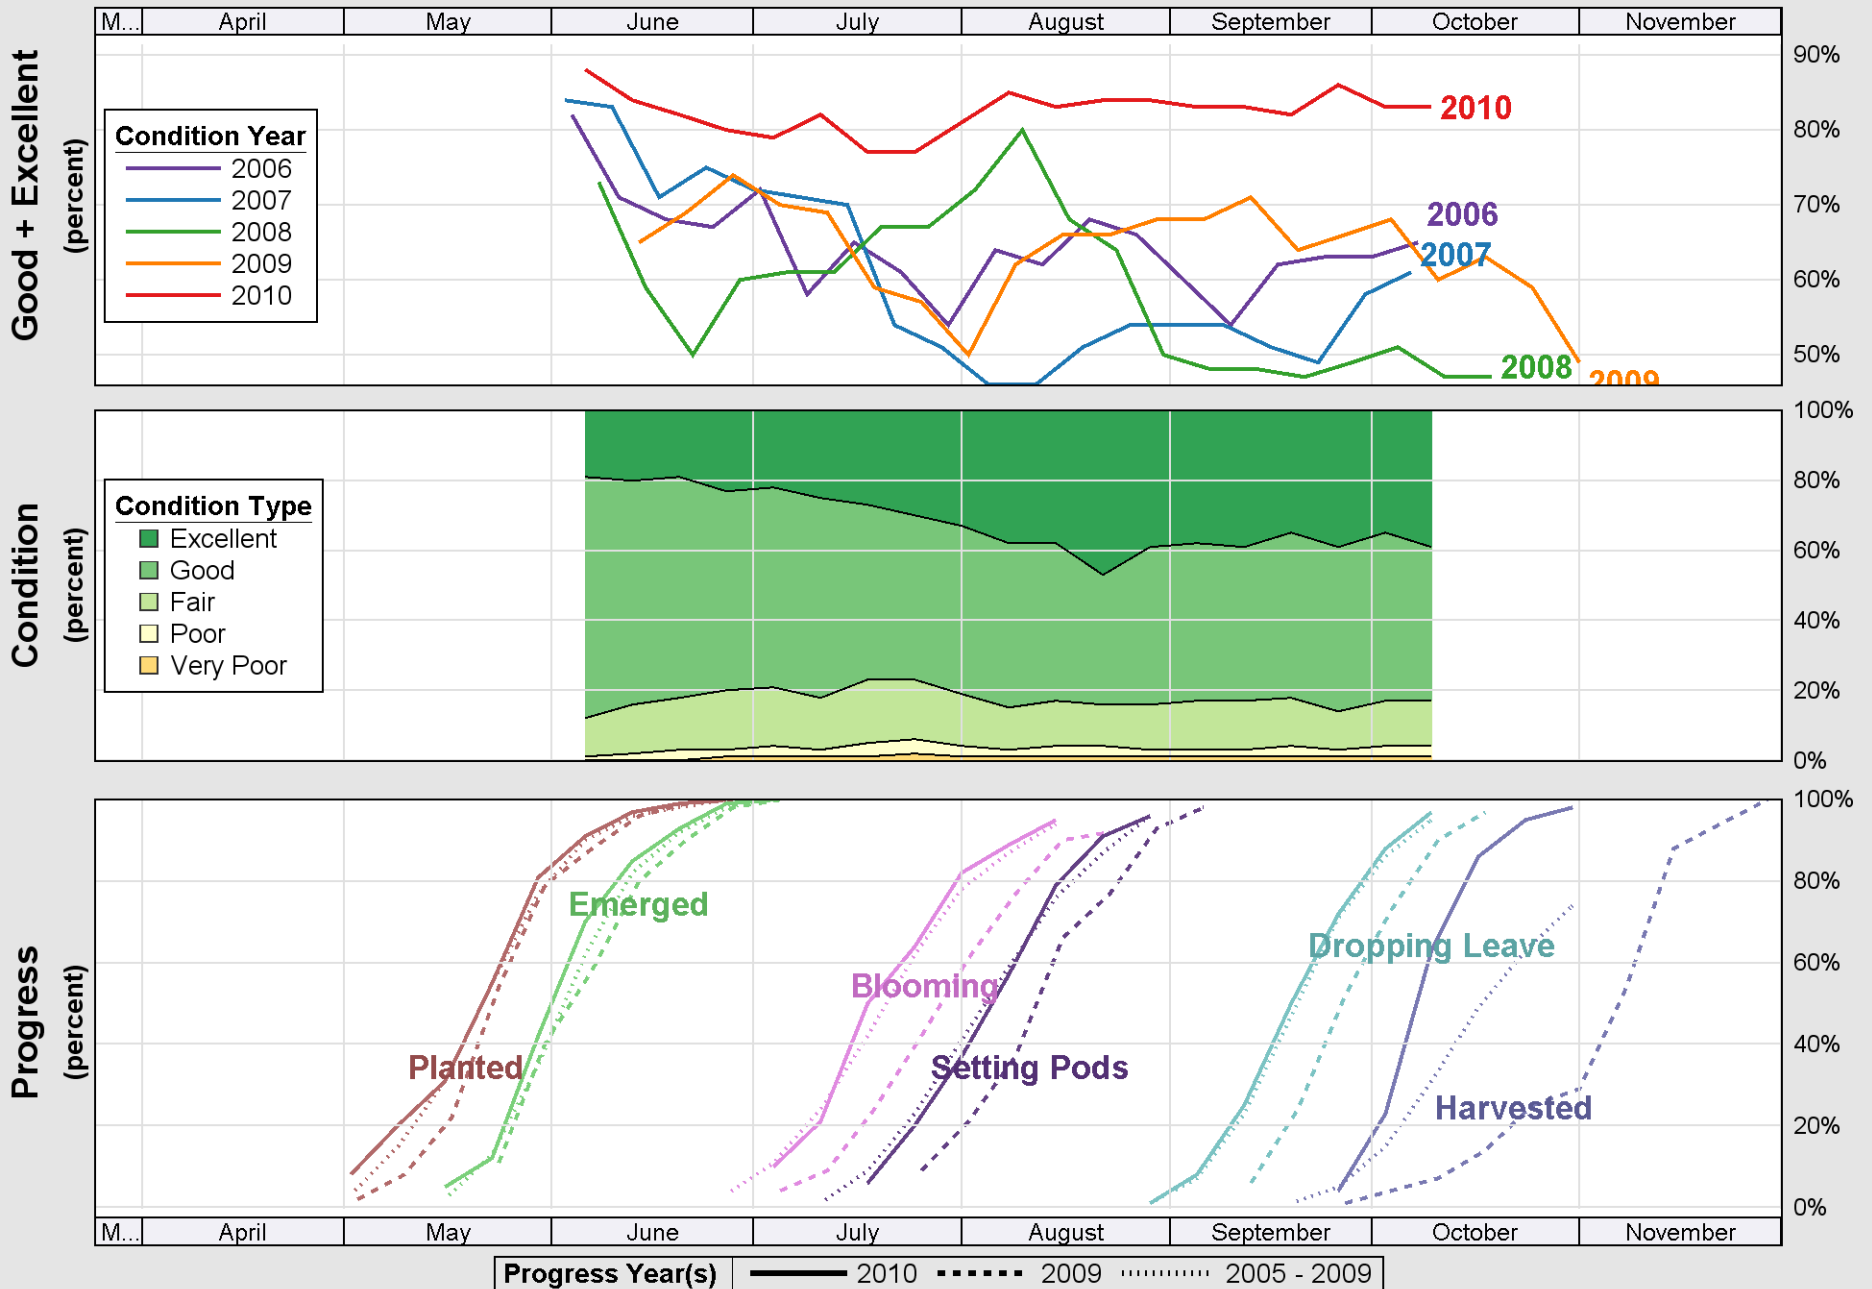 M... April May June July August September October November
Good + Excellent
(percent)
90%
80%
70%
60%
50%
Condition Year
2006
2007
2008
2009
2010
2010
2006
2007
2008
2009
Condition
(percent)
100%
80%
60%
40%
20%
0%
Condition Type
Excellent
Good
Fair
Poor
Very Poor
Progress
(percent)
100%
80%
60%
40%
20%
0%
Emerged
Dropping Leave
Blooming
Planted
Setting Pods
Harvested
M... April May June July August September October November
Progress Year(s) 2010 2009 2005 - 2009